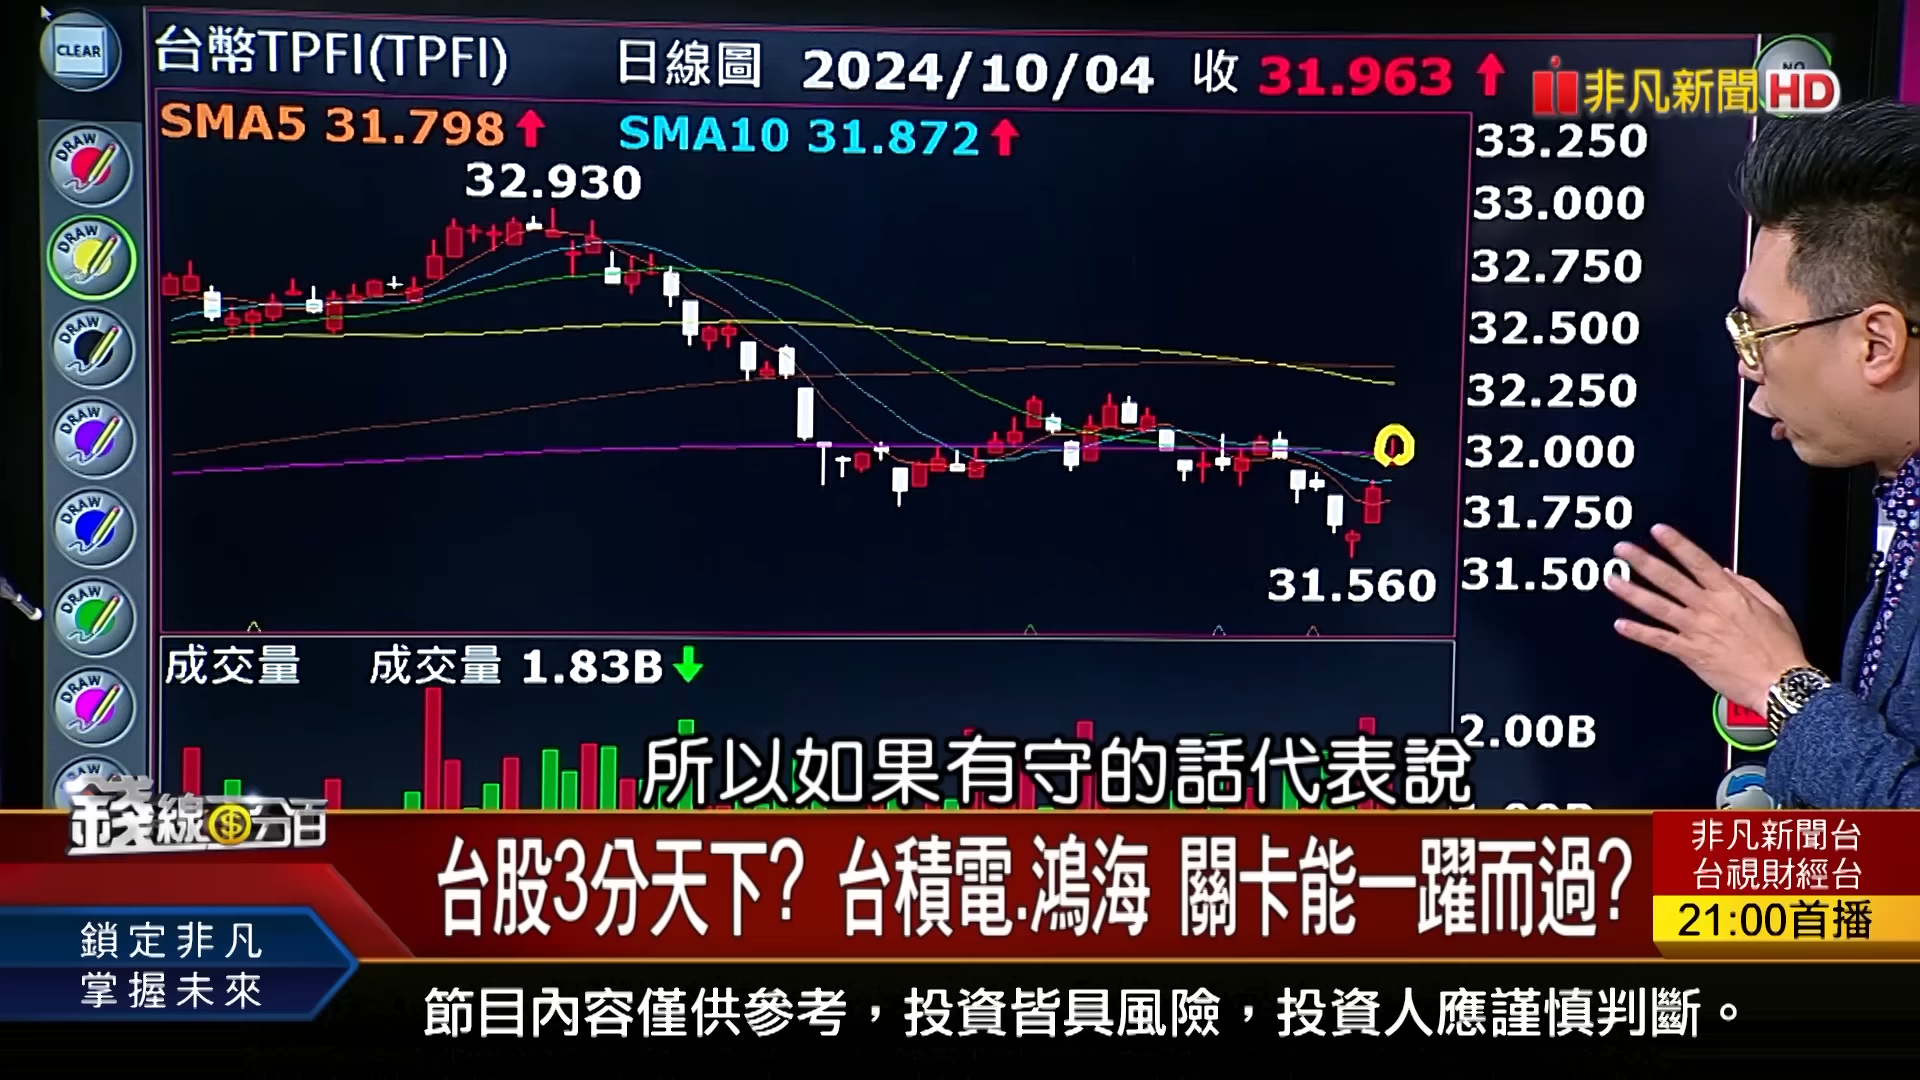 CLEAR
台幣TPFI(TPFI) 日線圖 2024/10/04 收 31.963
非凡新聞HD
SMA5 31.798 SMA10 31.872
33.250
32.930
33.000
32.750
32.500
32.250
32.000
31.750
31.500
31.560
DRAW
DRAW
DRAW
DRAW
DRAW
DRAW
DRAW
成交量 成交量 1.83B
2.00B
所以如果有守的話代表說
錢線百分百
台股3分天下? 台積電.鴻海 關卡能一躍而過?
非凡新聞台
台視財經台
21:00首播
鎖定非凡
掌握未來
節目內容僅供參考，投資皆具風險，投資人應謹慎判斷。